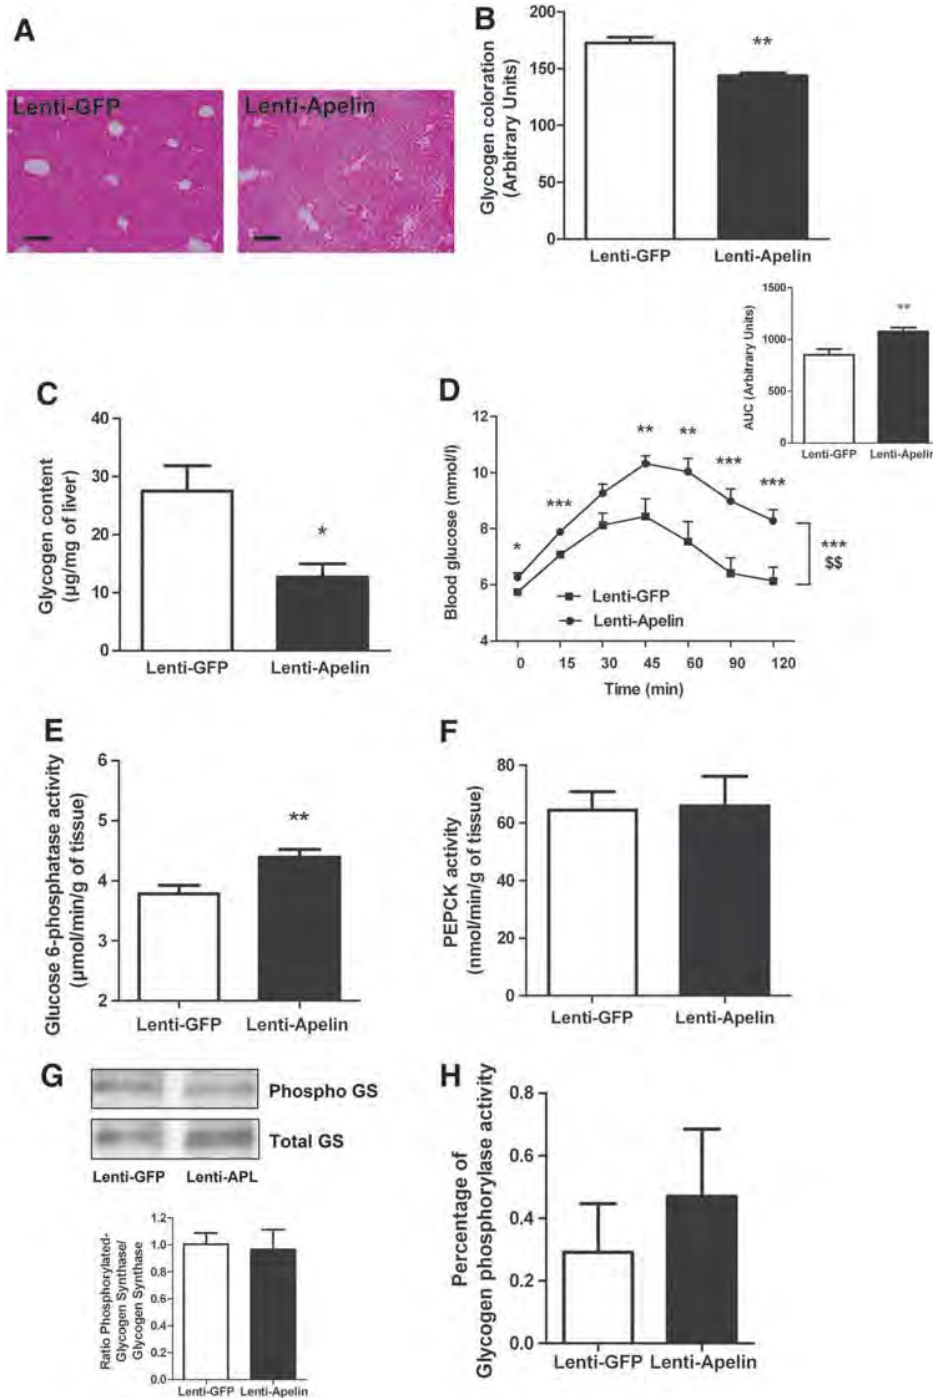 A
Lenti-GFP
Lenti-Apelin
B
Glycogen coloration
(Arbitrary Units)
200
150
100
50
0
**
Lenti-GFP
Lenti-Apelin
C
Glycogen content
(µg/mg of liver)
40
30
20
10
0
*
Lenti-GFP
Lenti-Apelin
D
Blood glucose (mmol/l)
12
10
8
6
4
*
***
**
**
***
***
***
$$
Lenti-GFP
Lenti-Apelin
0 15 30 45 60 90 120
Time (min)
AUC (Arbitrary Units)
1500
1000
500
0
**
Lenti-GFP
Lenti-Apelin
E
Glucose 6-phosphatase activity
(µmol/min/g of tissue)
6
5
4
3
2
**
Lenti-GFP
Lenti-Apelin
F
PEPCK activity
(nmol/min/g of tissue)
80
60
40
20
0
Lenti-GFP
Lenti-Apelin
G
Phospho GS
Total GS
Lenti-GFP
Lenti-APL
Ratio Phosphorylated-
Glycogen Synthase/
Glycogen Synthase
1.2
1.0
0.8
0.6
0.4
0.2
0.0
Lenti-GFP
Lenti-Apelin
H
Percentage of
Glycogen phosphorylase activity
0.8
0.6
0.4
0.2
0.0
Lenti-GFP
Lenti-Apelin